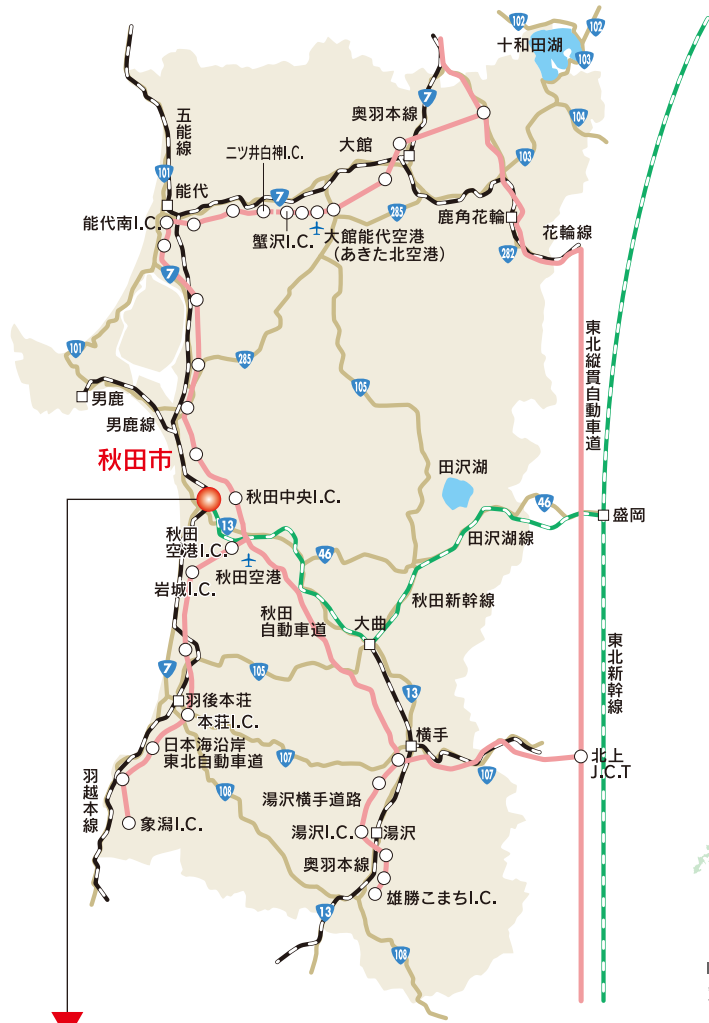 102
102
十和田湖
103
7
奥羽本線
104
五能線
二ツ井白神I.C.
大館
103
101
能代
7
285
能代南I.C.
蟹沢I.C.
大館能代空港
(あきた北空港)
鹿角花輪
花輪線
282
7
101
285
105
東北縦貫自動車道
男鹿
男鹿線
秋田市
田沢湖
秋田中央I.C.
46
盛岡
13
秋田
空港I.C.
46
田沢湖線
秋田空港
岩城I.C.
秋田
自動車道
秋田新幹線
大曲
7
105
13
東北新幹線
羽後本荘
本荘I.C.
横手
日本海沿岸
東北自動車道
107
107
北上
J.C.T
羽越本線
108
湯沢横手道路
象潟I.C.
湯沢I.C.
湯沢
奥羽本線
雄勝こまちI.C.
13
108